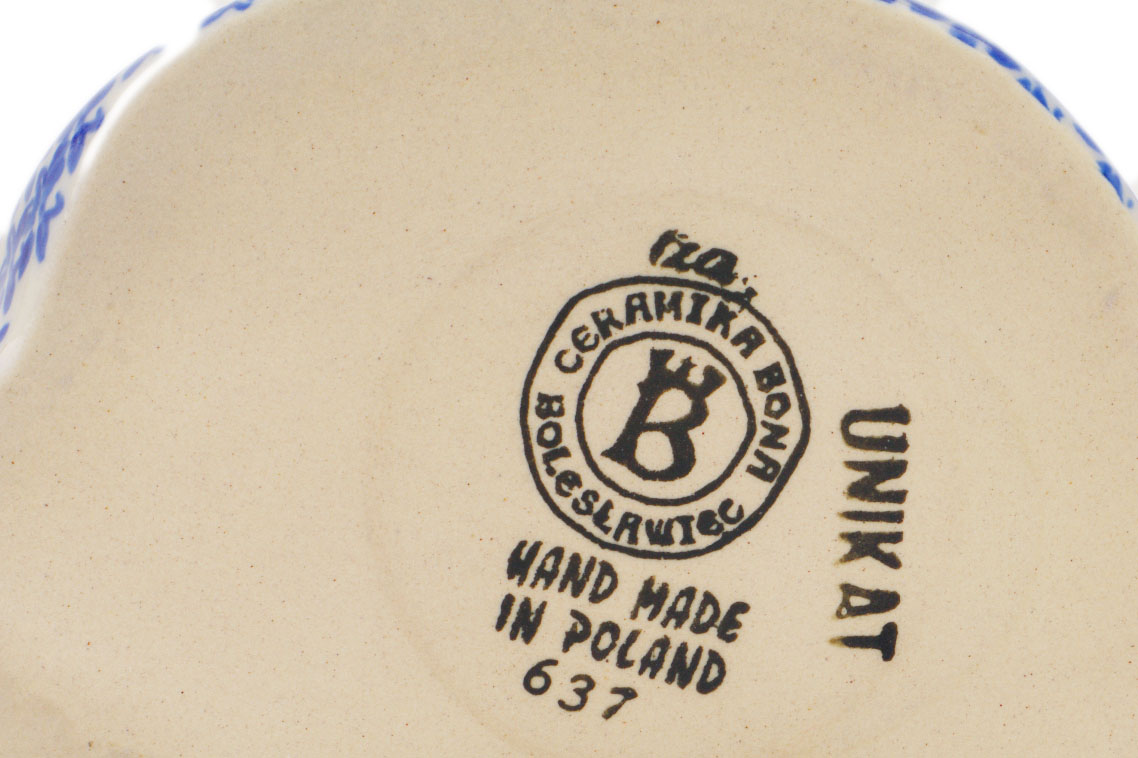 CERAMIKA BONA
BOLESŁAWIEC
B
HAND MADE
IN POLAND
637
UNIKAT